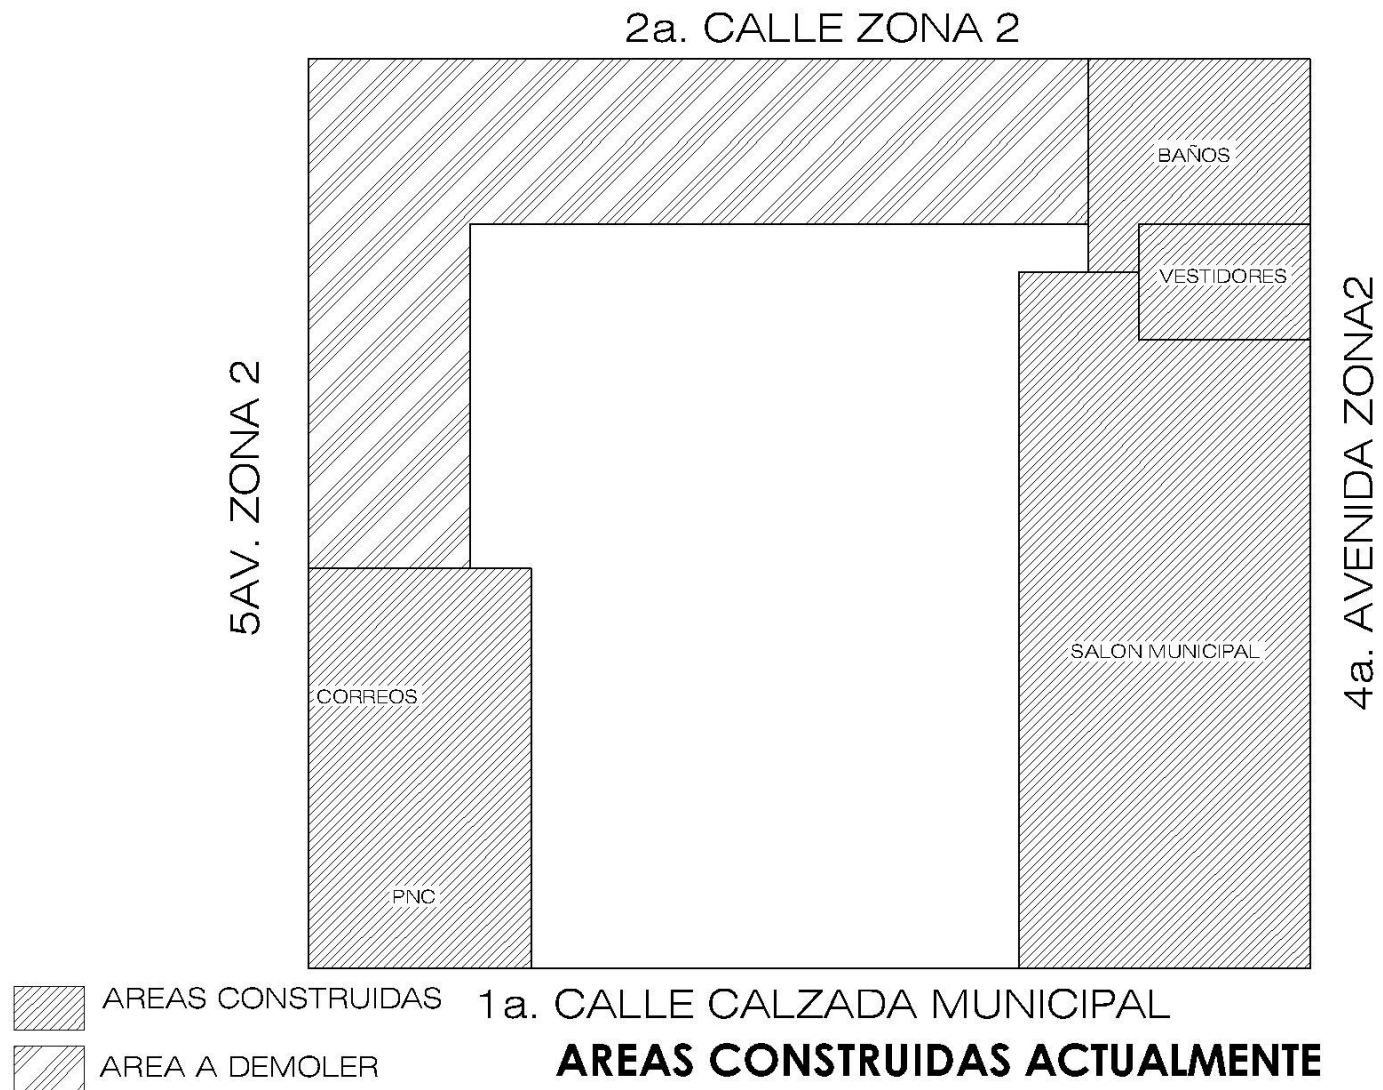 2a. CALLE ZONA 2
BAÑOS
VESTIDORES
5AV. ZONA 2
4a. AVENIDA ZONA2
SALON MUNICIPAL
CORREOS
PNC
AREAS CONSTRUIDAS
1a. CALLE CALZADA MUNICIPAL
AREA A DEMOLER
AREAS CONSTRUIDAS ACTUALMENTE